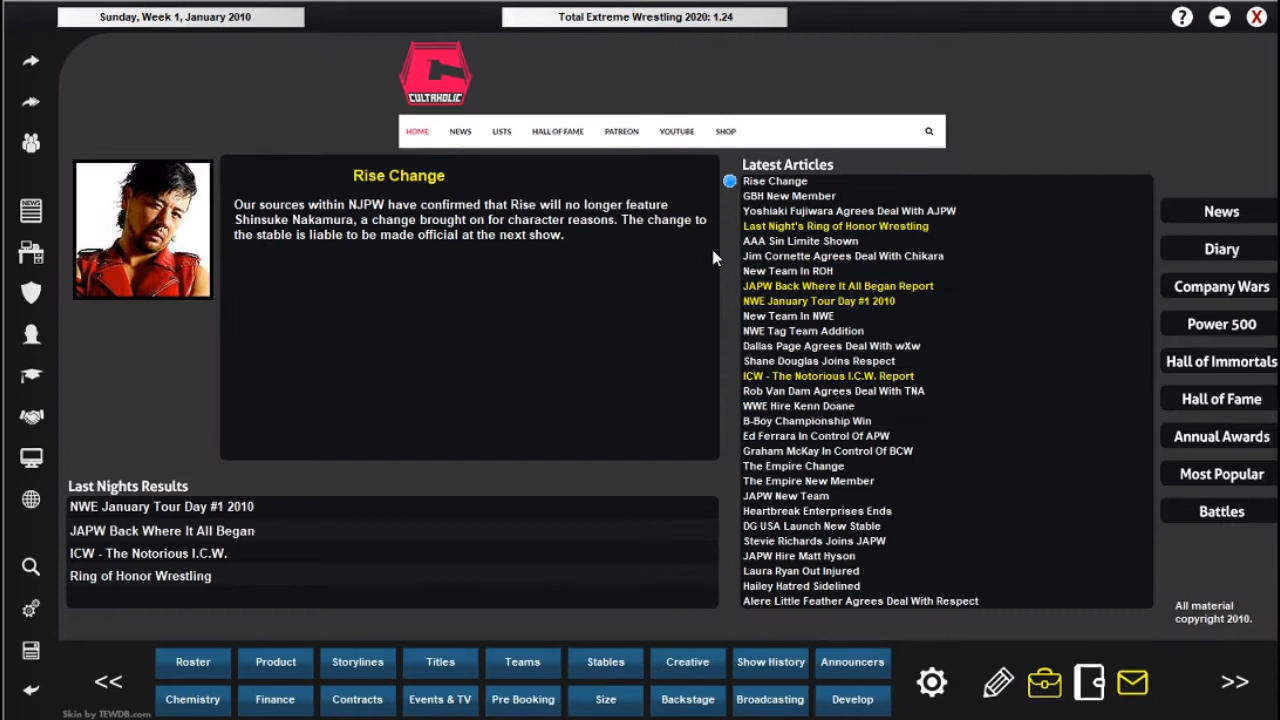 Sunday, Week 1, January 2010
Total Extreme Wrestling 2020: 1.24
?
X
CULTAHOLIC
HOME NEWS LISTS HALL OF FAME PATREON YOUTUBE SHOP
Rise Change
Our sources within NJPW have confirmed that Rise will no longer feature
Shinsuke Nakamura, a change brought on for character reasons. The change to
the stable is liable to be made official at the next show.
Latest Articles
Rise Change
GBH New Member
Yoshiaki Fujiwara Agrees Deal With AJPW
Last Night's Ring of Honor Wrestling
AAA Sin Limite Shown
Jim Cornette Agrees Deal With Chikara
New Team In ROH
JAPW Back Where It All Began Report
NWE January Tour Day #1 2010
New Team In NWE
NWE Tag Team Addition
Dallas Page Agrees Deal With wXw
Shane Douglas Joins Respect
ICW - The Notorious I.C.W. Report
Rob Van Dam Agrees Deal With TNA
WWE Hire Kenn Doane
B-Boy Championship Win
Ed Ferrara In Control Of APW
Graham McKay In Control Of BCW
The Empire Change
The Empire New Member
JAPW New Team
Heartbreak Enterprises Ends
DG USA Launch New Stable
Stevie Richards Joins JAPW
JAPW Hire Matt Hyson
Laura Ryan Out Injured
Hailey Hatred Sidelined
Alere Little Feather Agrees Deal With Respect
News
Diary
Company Wars
Power 500
Hall of Immortals
Hall of Fame
Annual Awards
Most Popular
Battles
Last Nights Results
NWE January Tour Day #1 2010
JAPW Back Where It All Began
ICW - The Notorious I.C.W.
Ring of Honor Wrestling
All material
copyright 2010.
NEWS
<<
Roster Product Storylines Titles Teams Stables Creative Show History Announcers
Chemistry Finance Contracts Events & TV Pre Booking Size Backstage Broadcasting Develop
>>
Skin by TEWDB.com